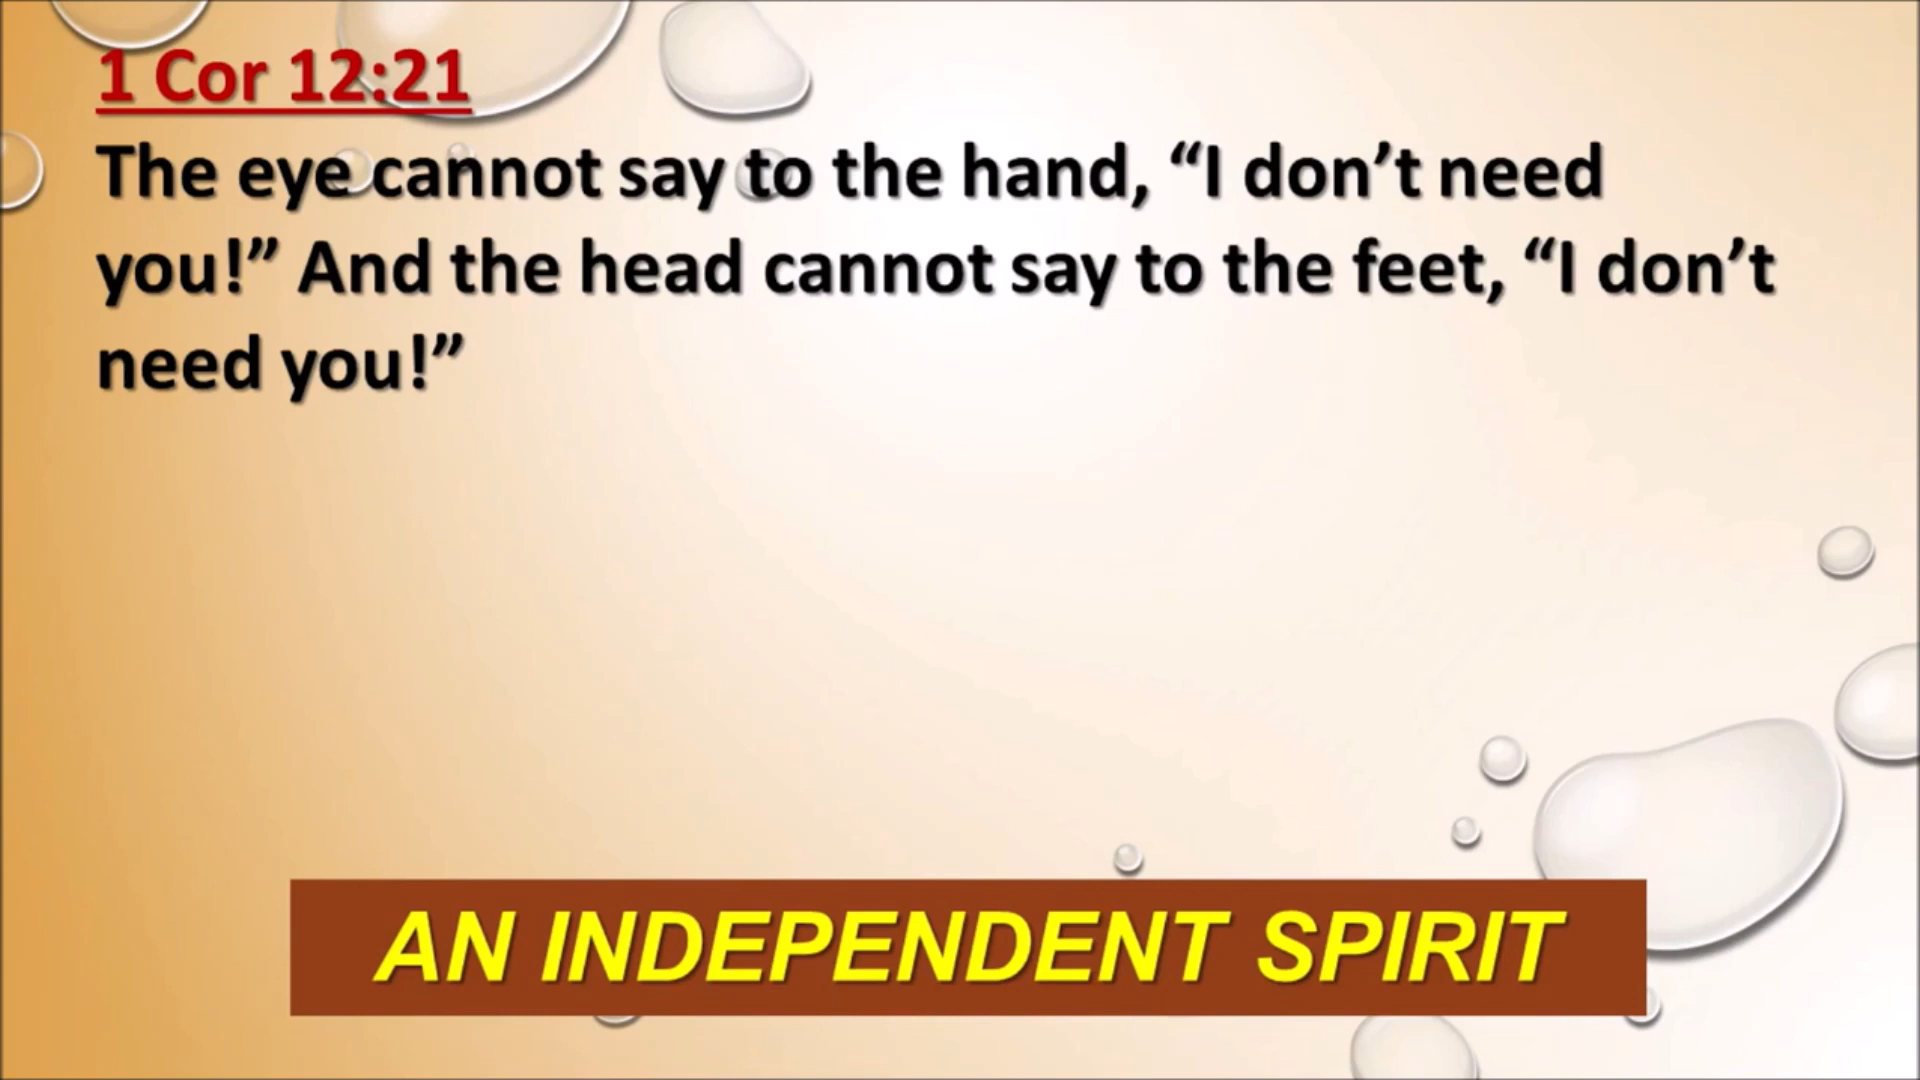 1 Cor 12:21
The eye cannot say to the hand, “I don’t need
you!” And the head cannot say to the feet, “I don’t
need you!”
AN INDEPENDENT SPIRIT